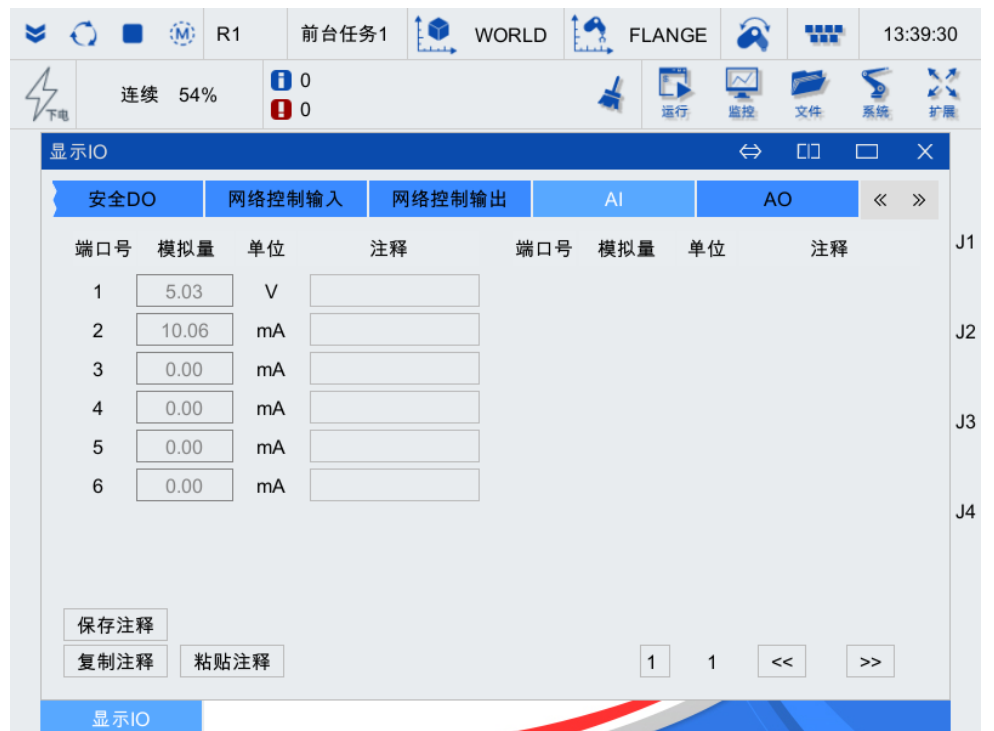 R1 前台任务1 WORLD FLANGE 13:39:30
下电 连续 54% 0 运行 监控 文件 系统 扩展
0
显示IO
安全DO 网络控制输入 网络控制输出 AI AO
端口号 模拟量 单位 注释 端口号 模拟量 单位 注释
J1
1 5.03 V
2 10.06 mA
J2
3 0.00 mA
4 0.00 mA
J3
5 0.00 mA
6 0.00 mA
J4
保存注释
复制注释 粘贴注释 1 1 << >>
显示IO